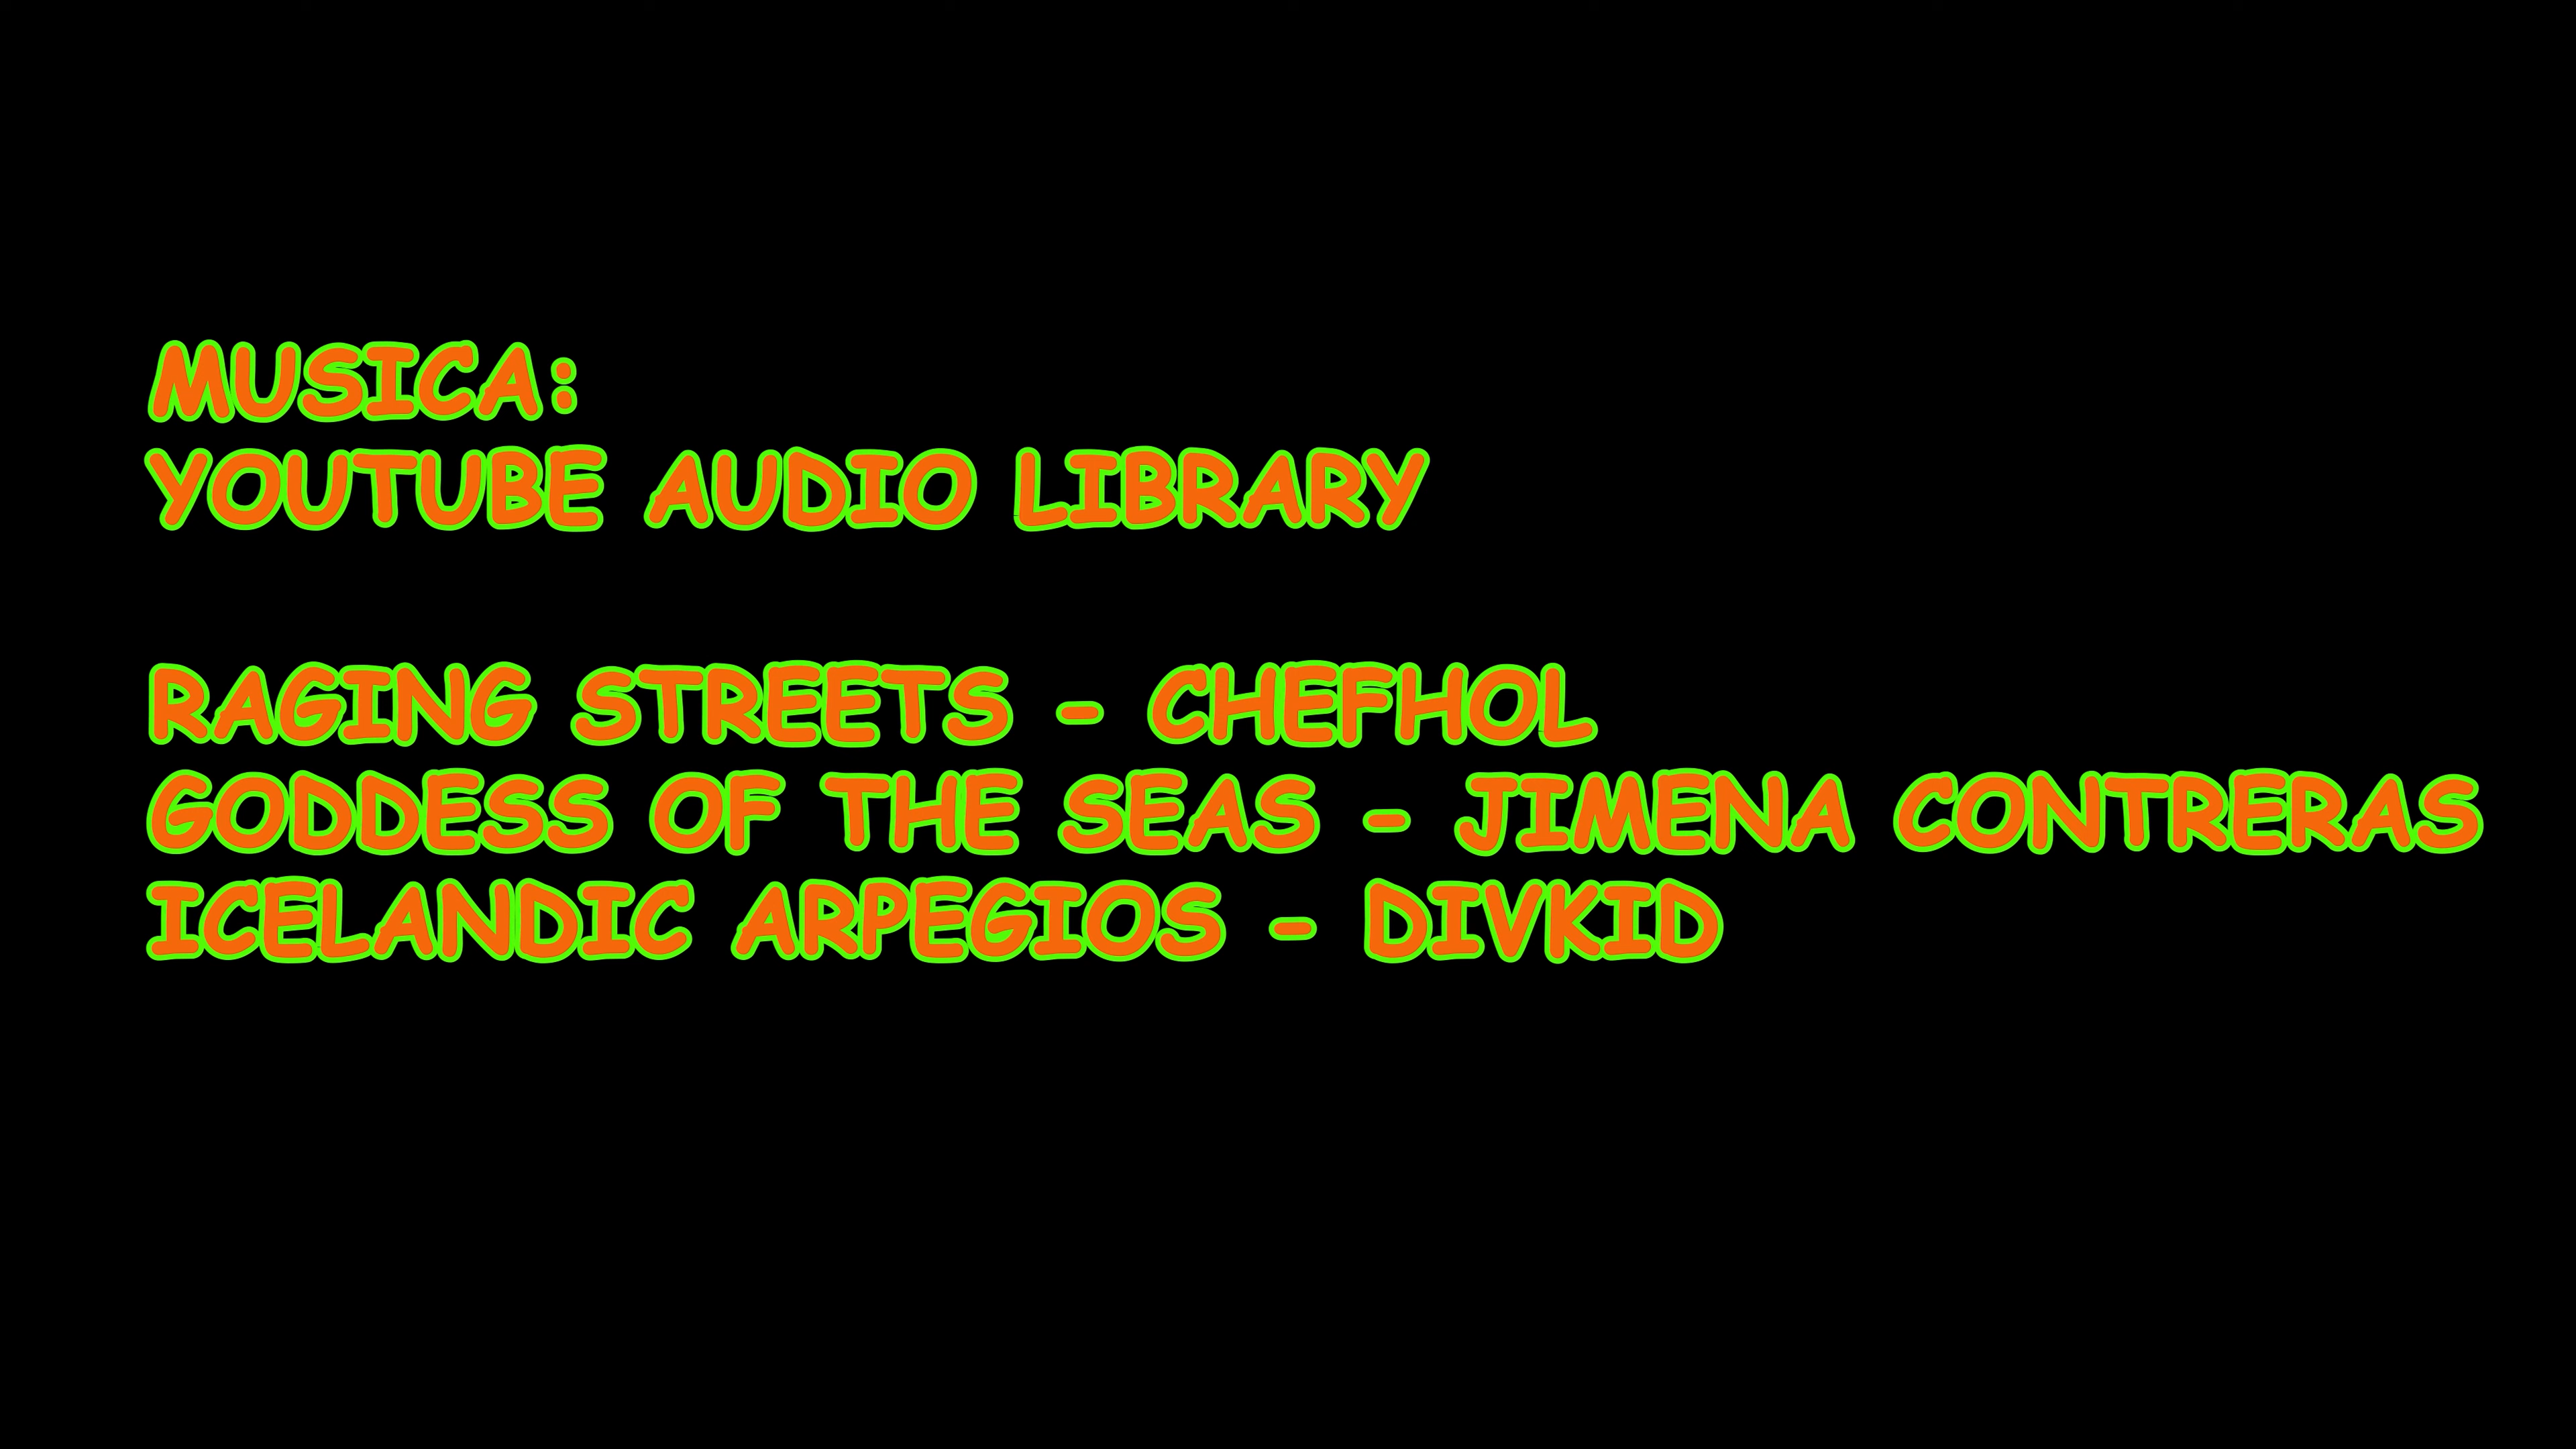 MUSICA:
YOUTUBE AUDIO LIBRARY
RAGING STREETS - CHEFHOL
GODDESS OF THE SEAS - JIMENA CONTRERAS
ICELANDIC ARPEGIOS - DIVKID